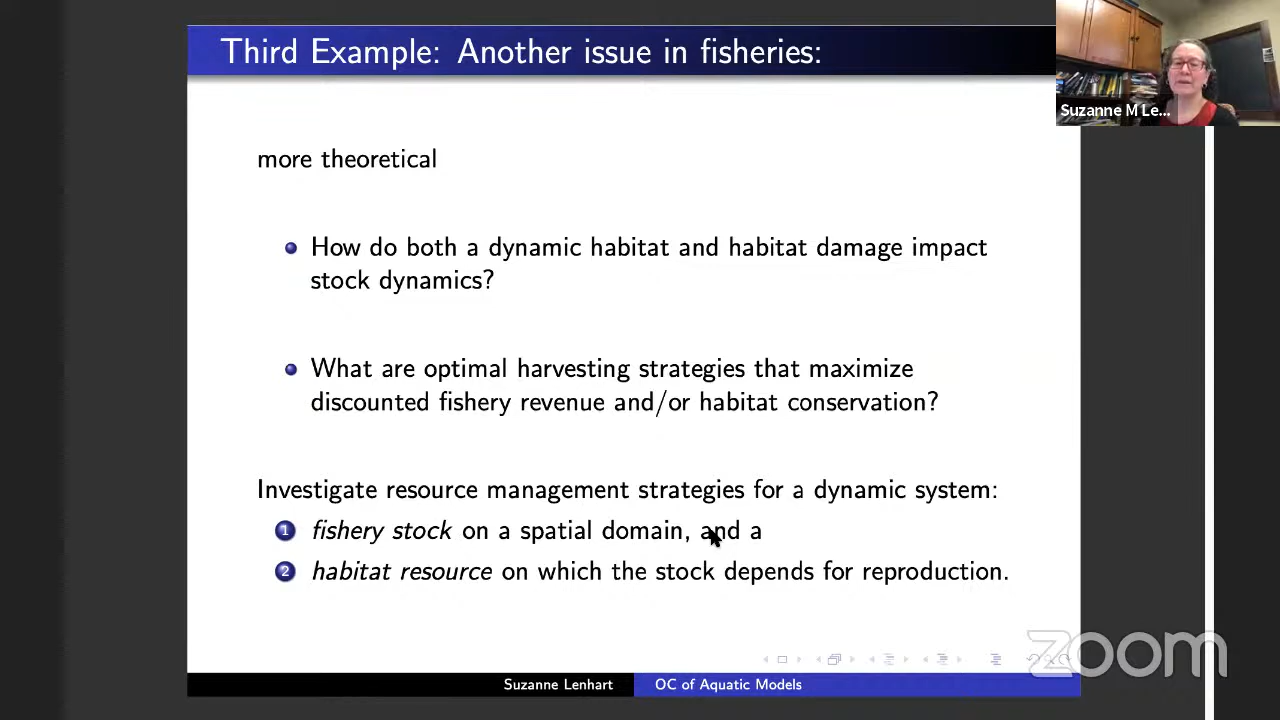 Third Example: Another issue in fisheries:
Suzanne M Le...
more theoretical
How do both a dynamic habitat and habitat damage impact
stock dynamics?
What are optimal harvesting strategies that maximize
discounted fishery revenue and/or habitat conservation?
Investigate resource management strategies for a dynamic system:
1 fishery stock on a spatial domain, and a
2 habitat resource on which the stock depends for reproduction.
zoom
Suzanne Lenhart OC of Aquatic Models